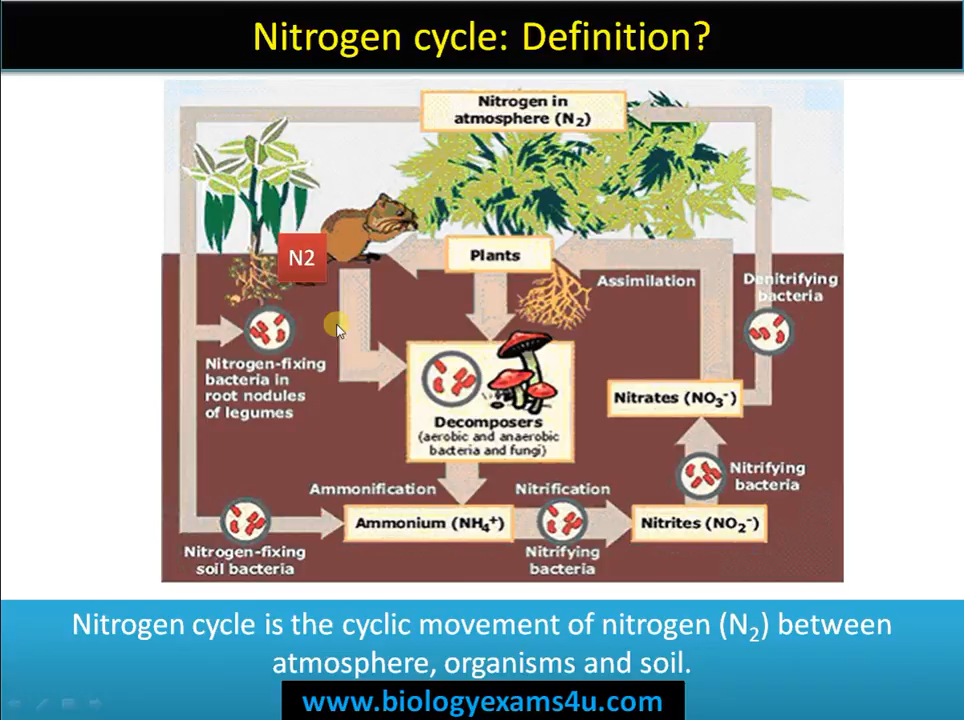 Nitrogen cycle: Definition?
Nitrogen in
atmosphere (N₂)
N2
Plants
Assimilation
Denitrifying
bacteria
Nitrogen-fixing
bacteria in
root nodules
of legumes
Decomposers
(aerobic and anaerobic
bacteria and fungi)
Nitrates (NO₃⁻)
Nitrifying
bacteria
Ammonification
Nitrification
Ammonium (NH₄⁺)
Nitrites (NO₂⁻)
Nitrogen-fixing
soil bacteria
Nitrifying
bacteria
Nitrogen cycle is the cyclic movement of nitrogen (N₂) between
atmosphere, organisms and soil.
www.biologyexams4u.com